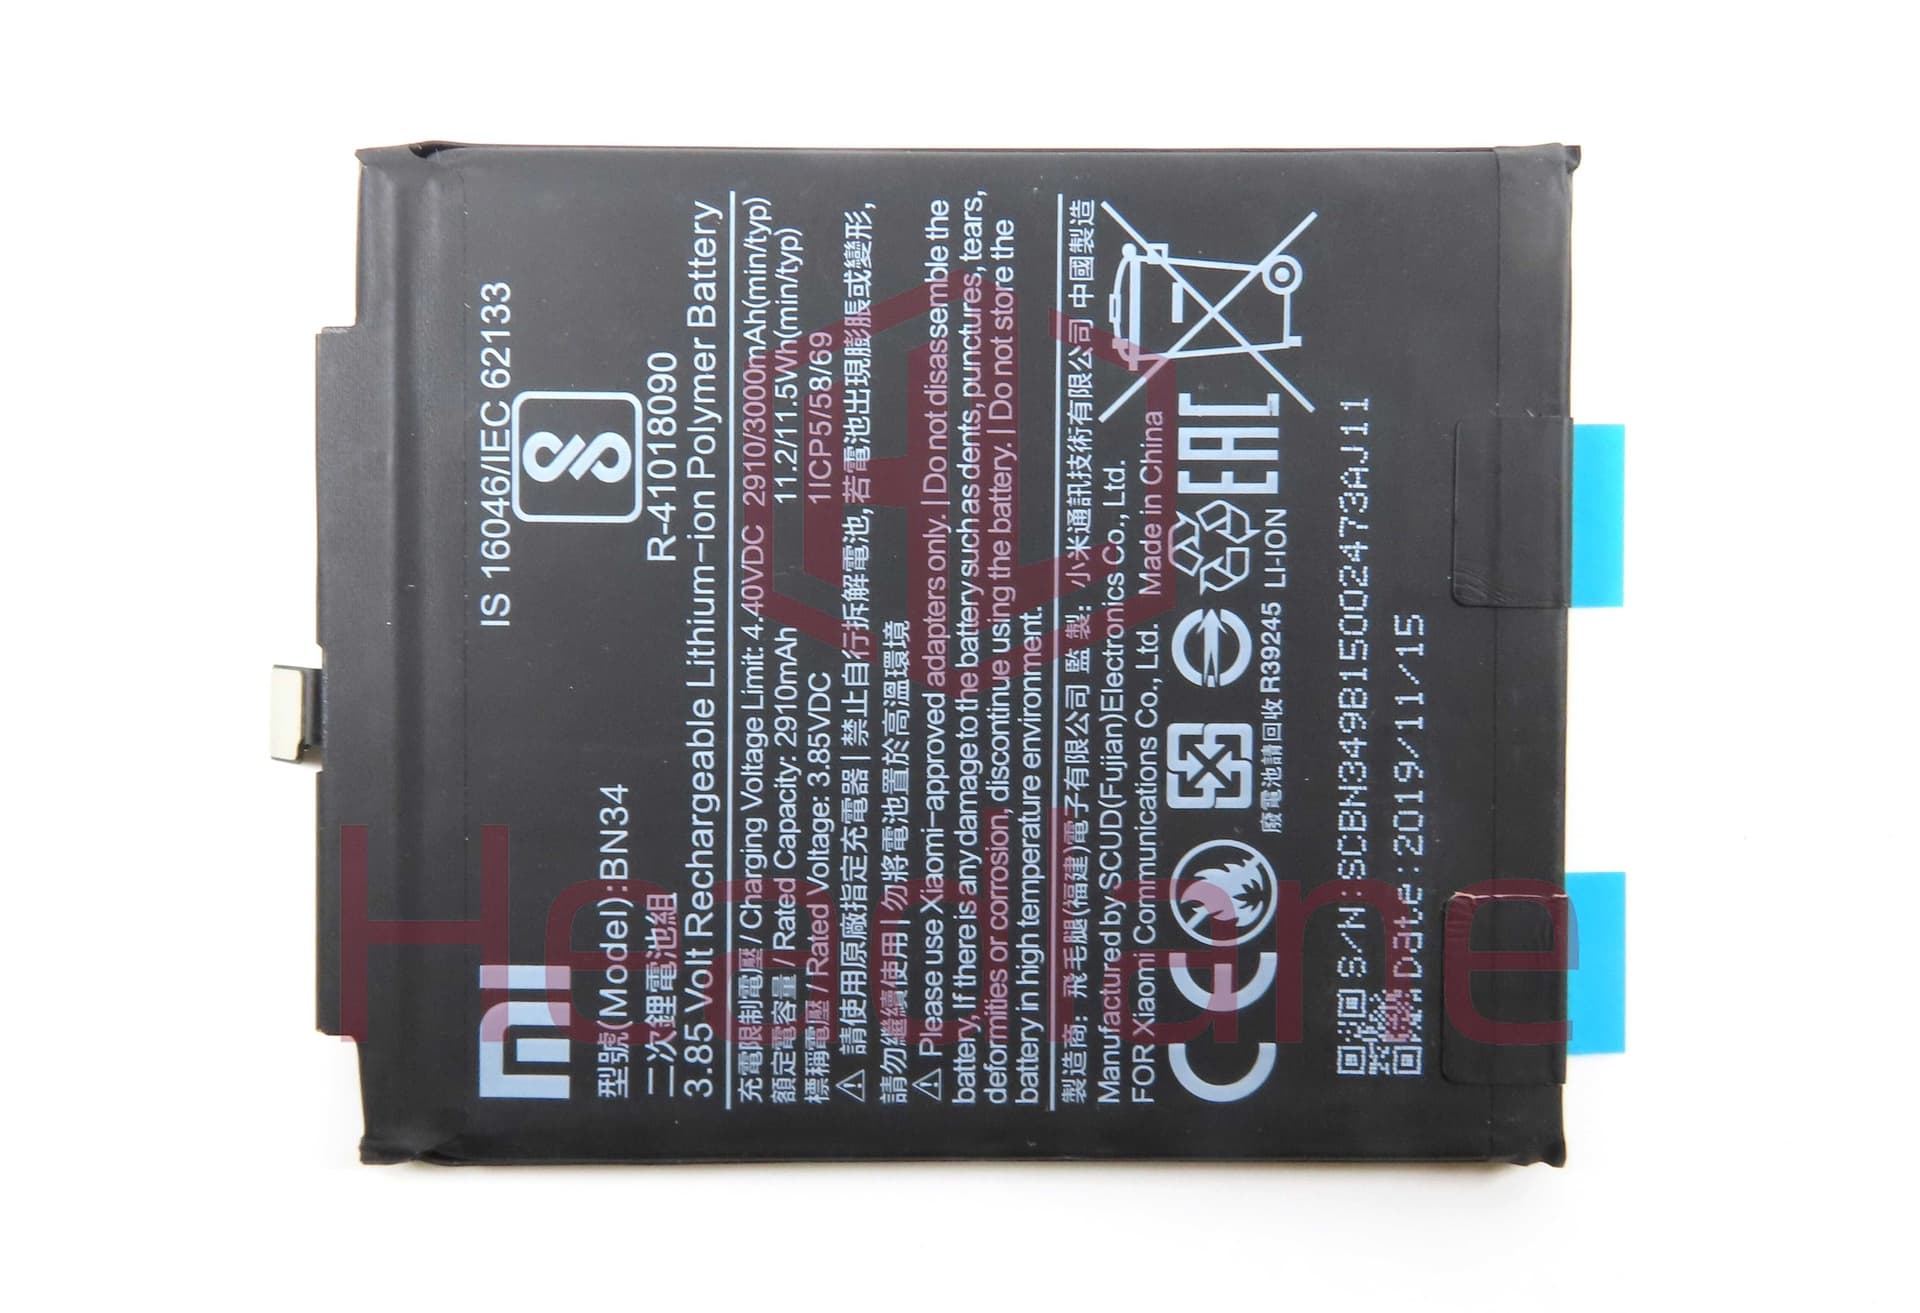 IS 16046/IEC 62133
R-41018090
MI
型號(Model):BN34
二次鋰電池組
3.85 Volt Rechargeable Lithium-ion Polymer Battery
充電限制電壓 / Charging Voltage Limit: 4.40VDC 2910/3000mAh(min/typ)
額定電容量 / Rated Capacity: 2910mAh 11.2/11.5Wh(min/typ)
標稱電壓 / Rated Voltage: 3.85VDC 1ICP5/58/69
⚠ 請使用原廠指定充電器 | 禁止自行拆解電池, 若電池出現膨脹或變形,
請勿繼續使用 | 勿將電池置於高溫環境
⚠ Please use Xiaomi-approved adapters only. | Do not disassemble the
battery, If there is any damage to the battery such as dents, punctures, tears,
deformities or corrosion, discontinue using the battery. | Do not store the
battery in high temperature environment.
製造商: 飛毛腿(福建)電子有限公司 監 製: 小米通訊技術有限公司 中國製造
Manufactured by SCUD(Fujian)Electronics Co., Ltd.
FOR Xiaomi Communications Co., Ltd. Made in China
CE EAC
廢電池請回收 R39245 LI-ION
S/N:SCBN349B15002473AJ11
Date:2019/11/15
Headlane